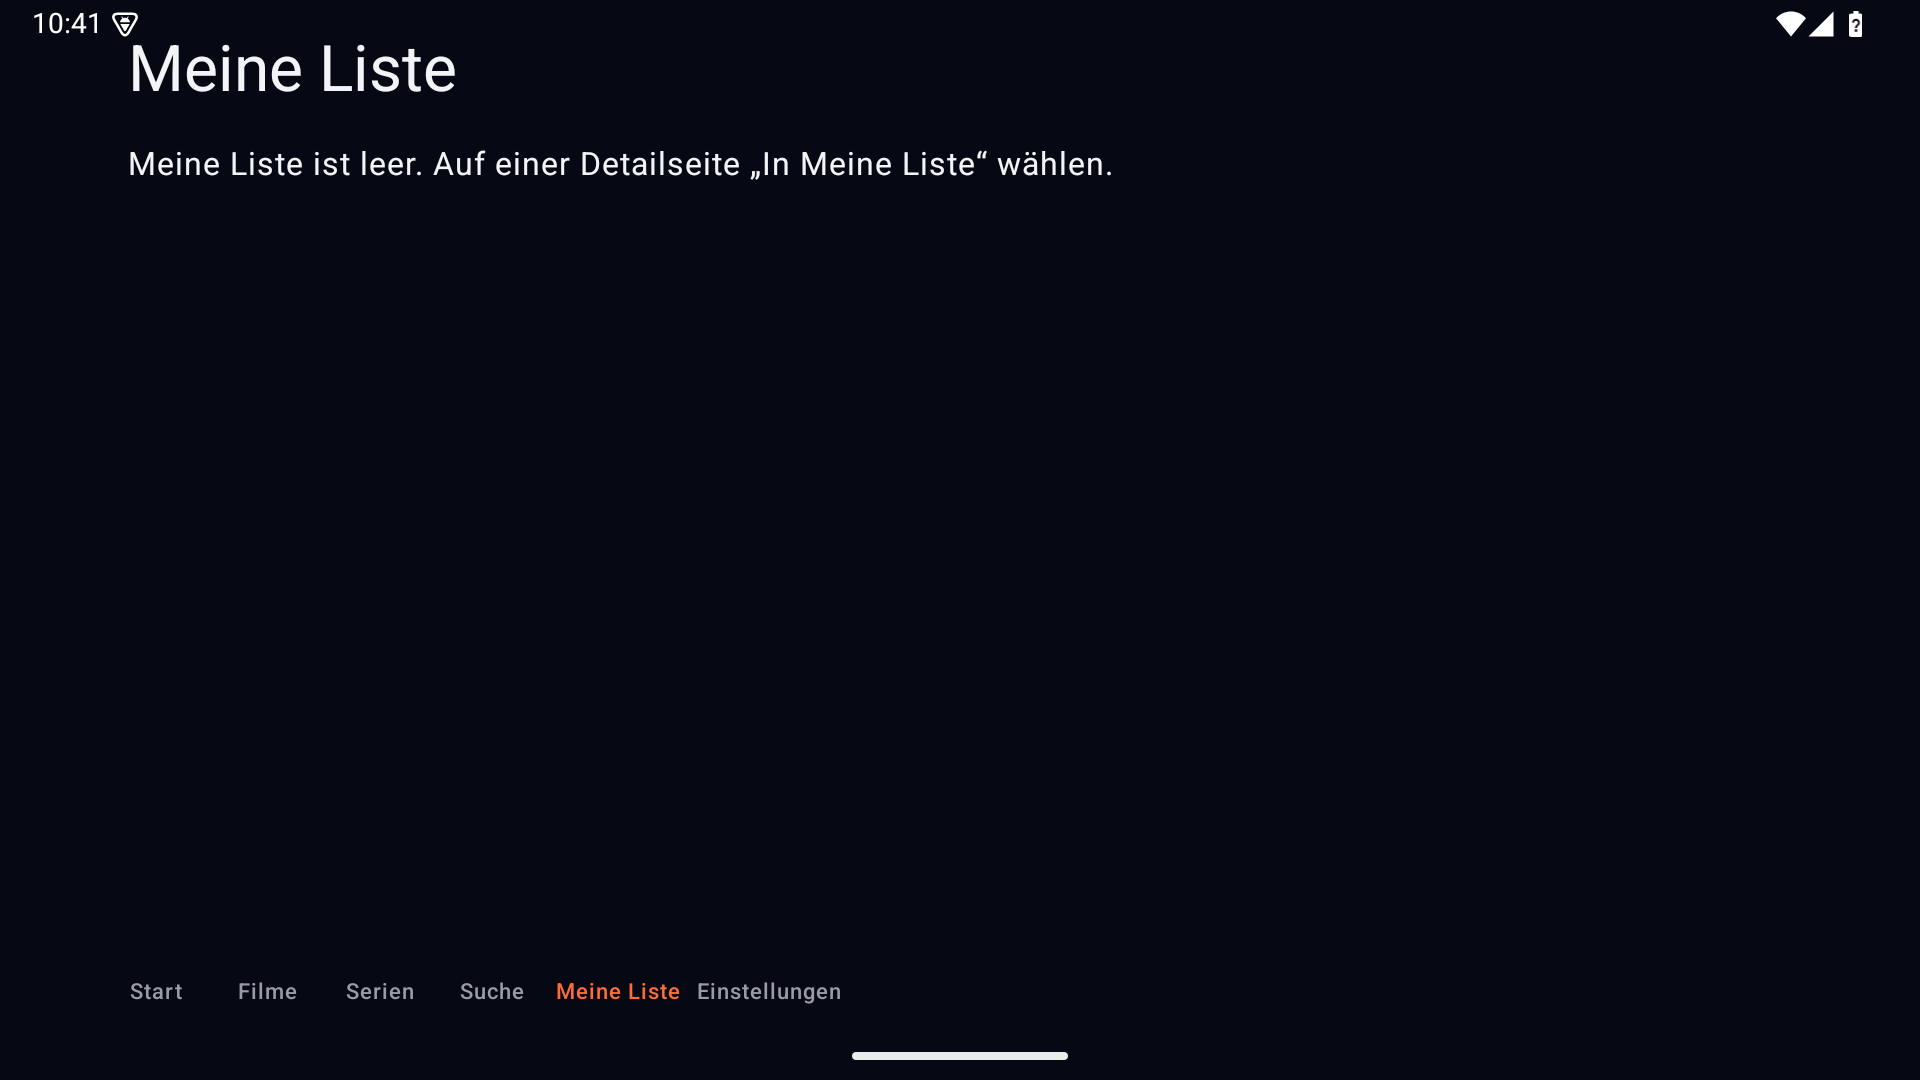 10:41
Meine Liste
Meine Liste ist leer. Auf einer Detailseite „In Meine Liste“ wählen.
Start Filme Serien Suche Meine Liste Einstellungen